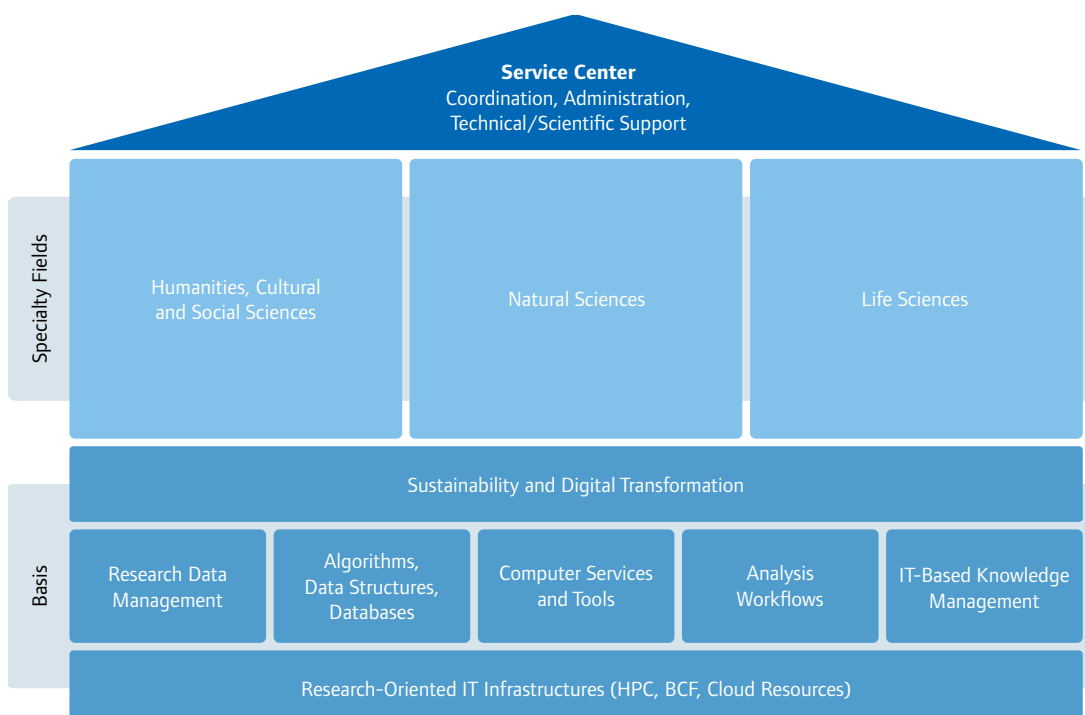 Service Center
Coordination, Administration,
Technical/Scientific Support
Specialty Fields
Humanities, Cultural
and Social Sciences
Natural Sciences
Life Sciences
Basis
Sustainability and Digital Transformation
Research Data
Management
Algorithms,
Data Structures,
Databases
Computer Services
and Tools
Analysis
Workflows
IT-Based Knowledge
Management
Research-Oriented IT Infrastructures (HPC, BCF, Cloud Resources)